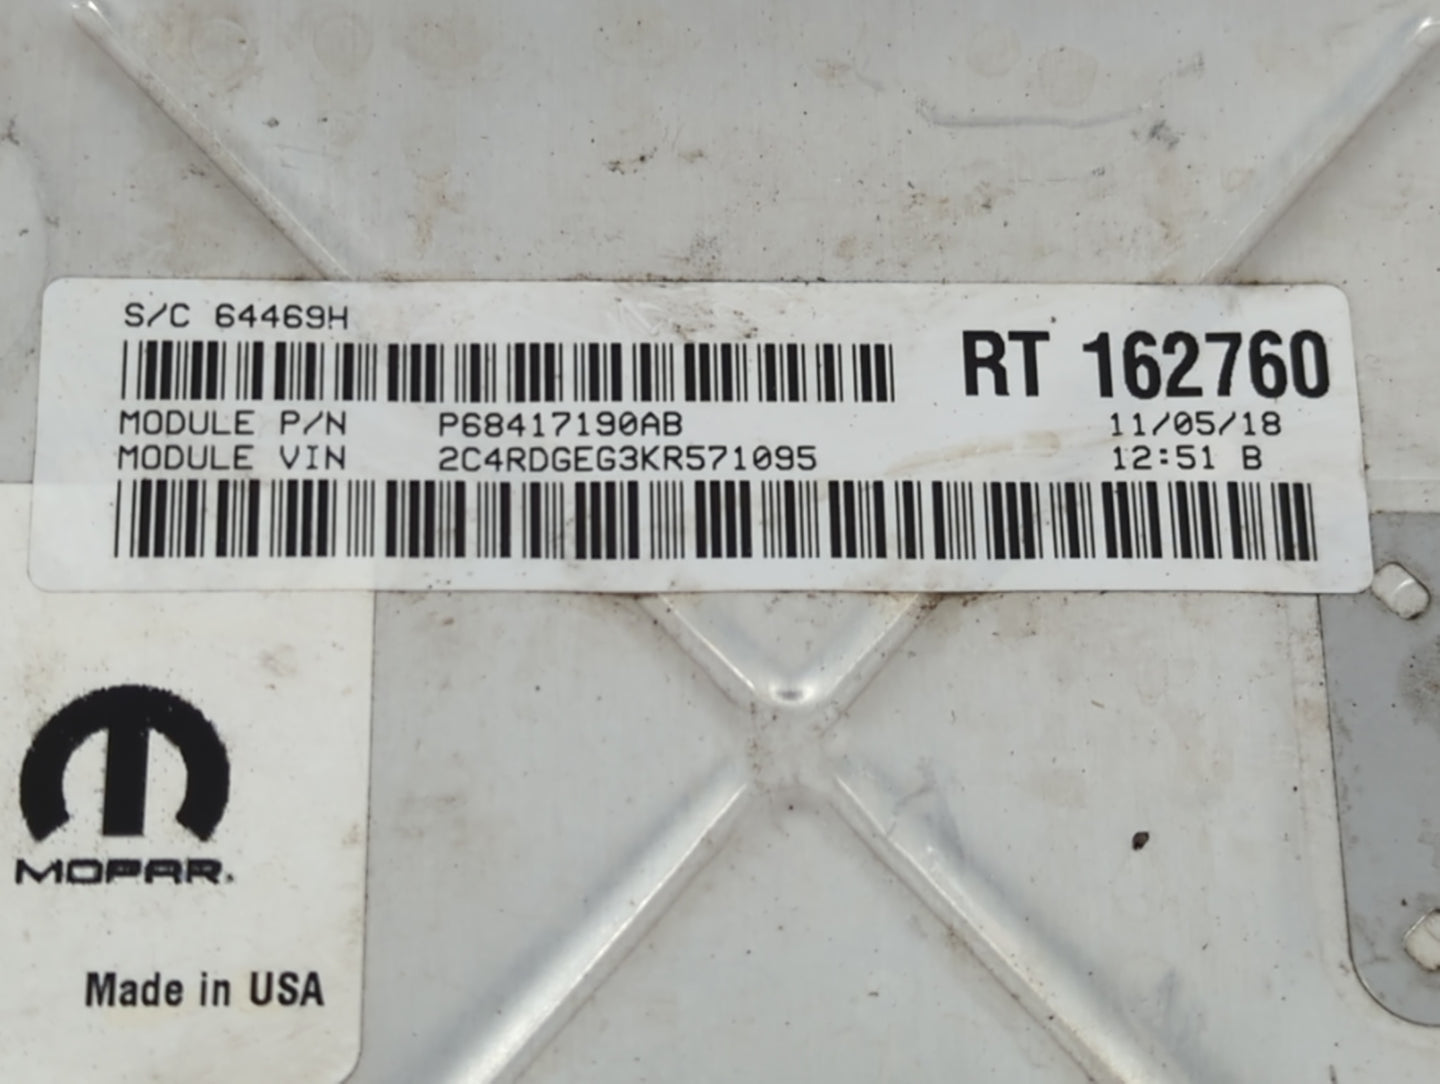 S/C 64469H
RT 162760
MODULE P/N P68417190AB 11/05/18
MODULE VIN 2C4RDGEG3KR571095 12:51 B
MOPAR.
Made in USA